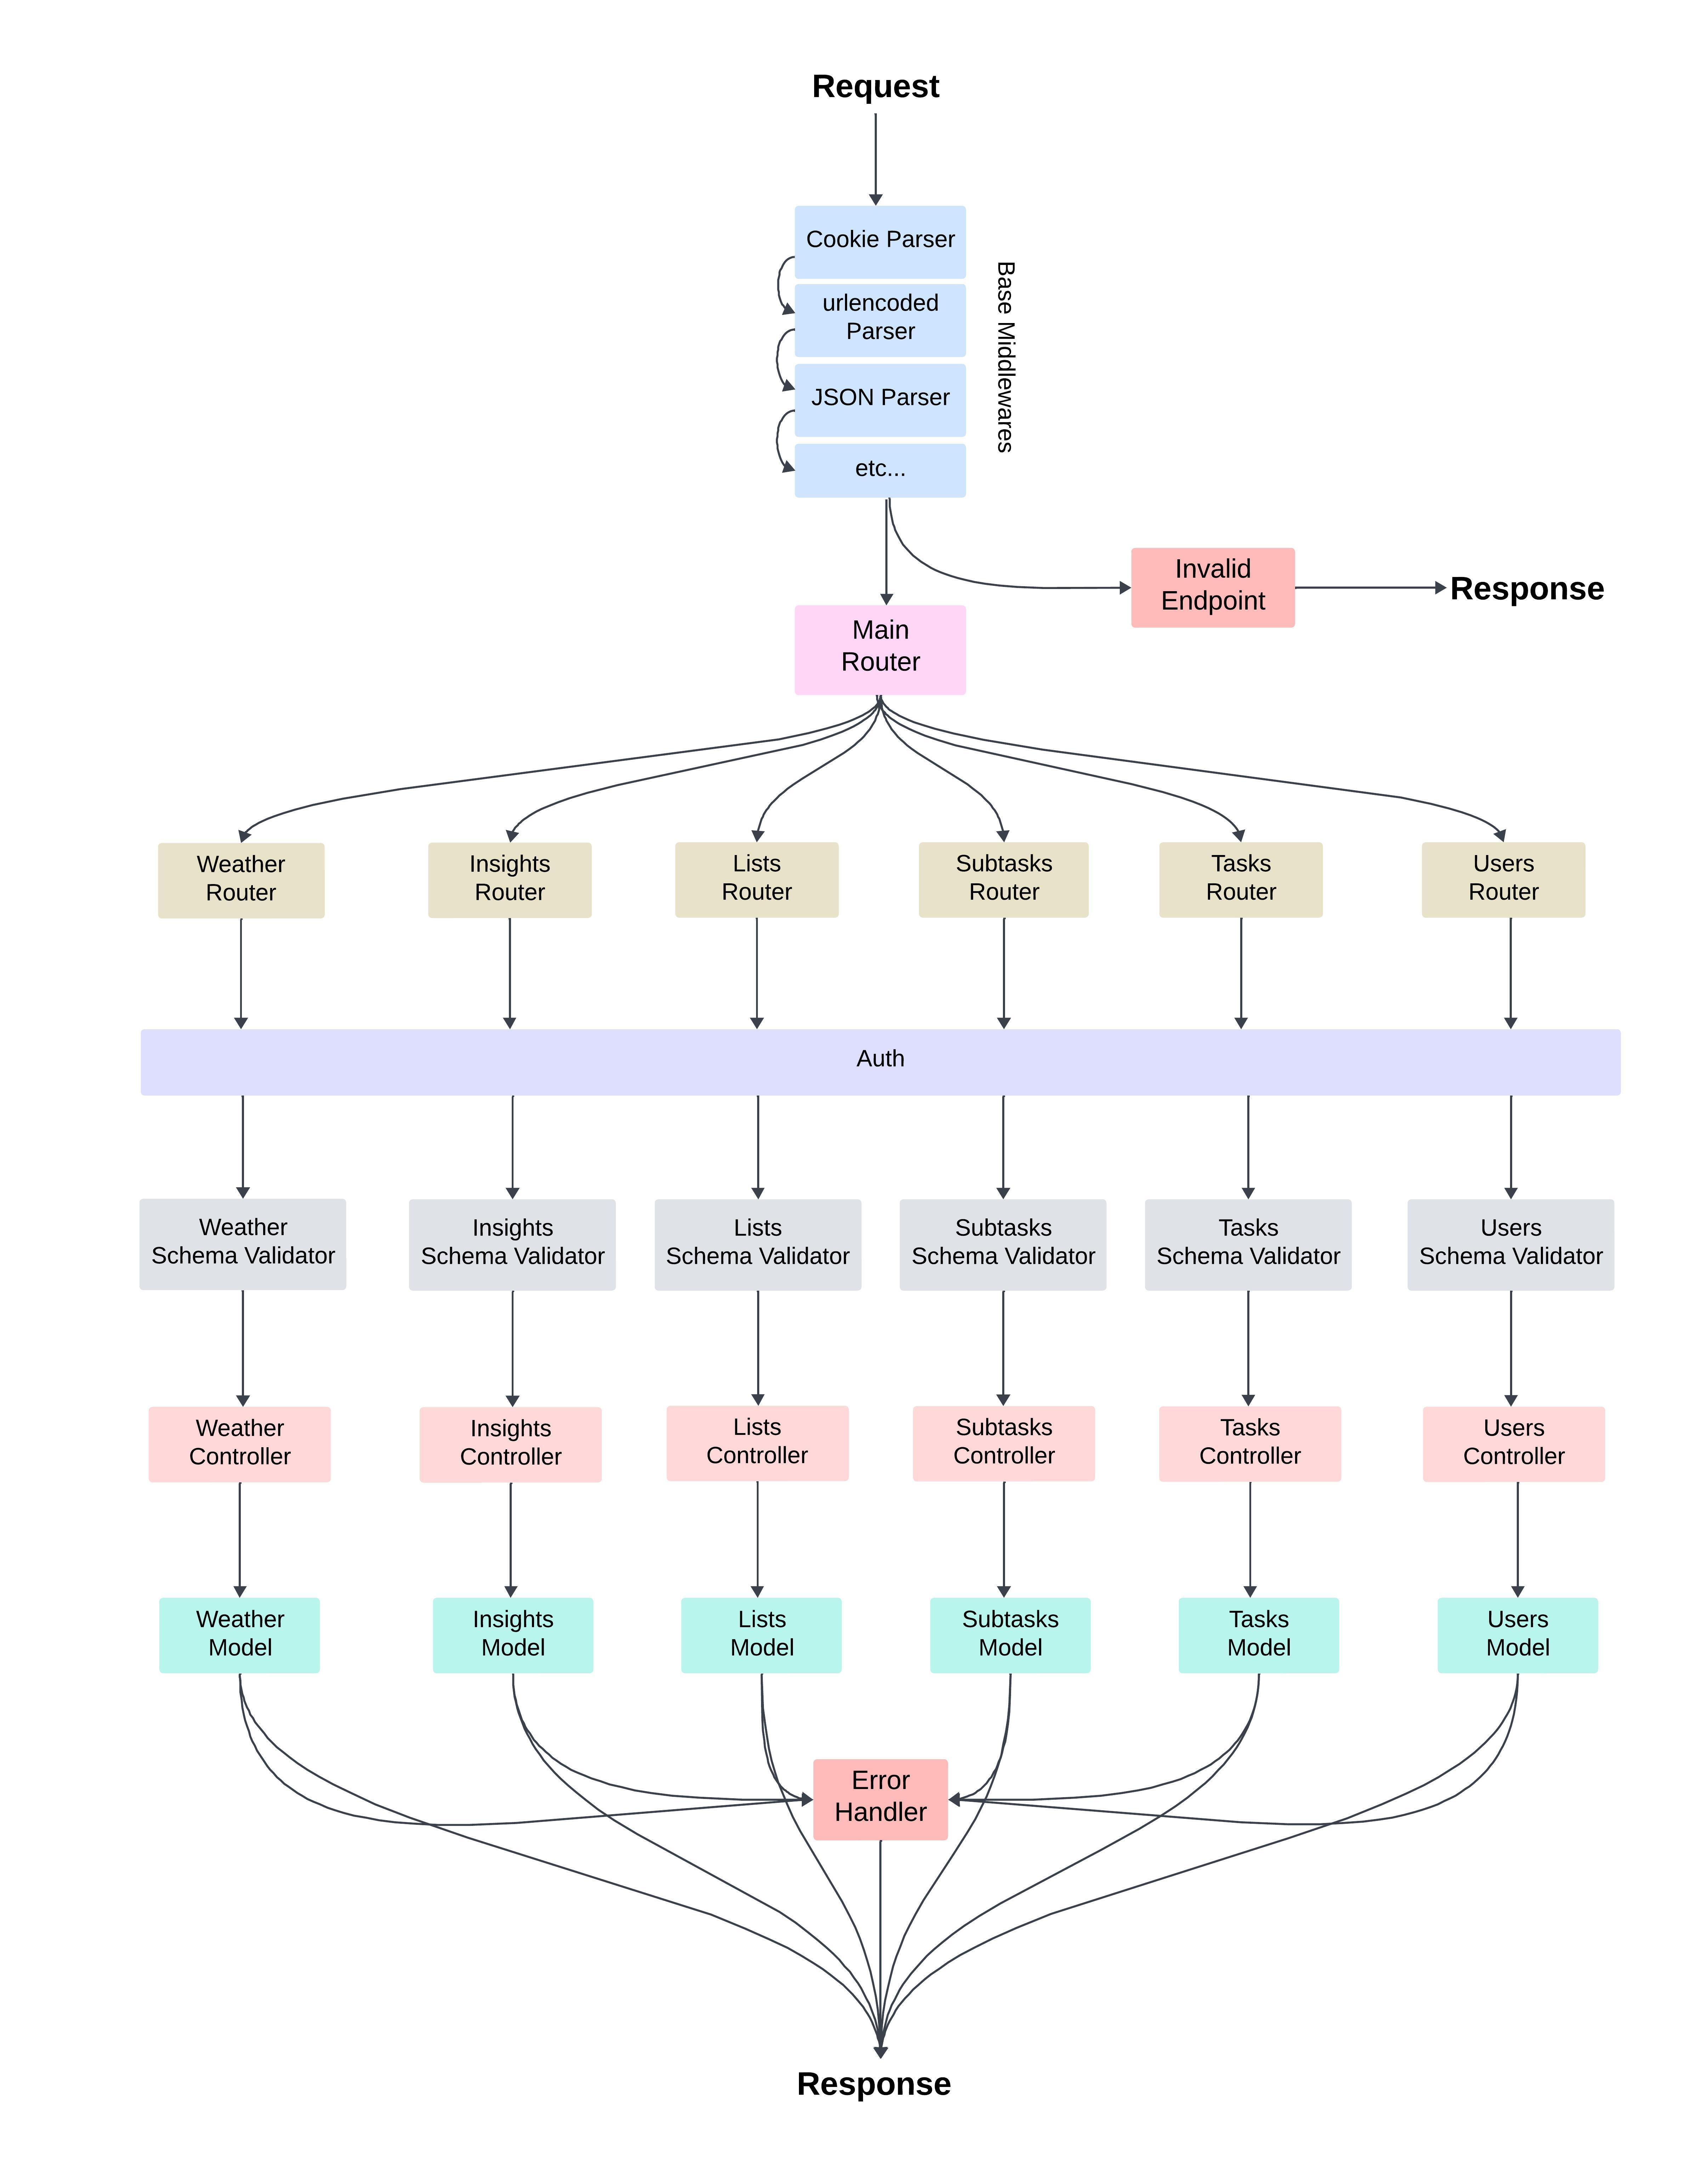 Request
Cookie Parser
urlencoded
Parser
JSON Parser
etc...
Base Middlewares
Invalid
Endpoint
Response
Main
Router
Weather
Router
Insights
Router
Lists
Router
Subtasks
Router
Tasks
Router
Users
Router
Auth
Weather
Schema Validator
Insights
Schema Validator
Lists
Schema Validator
Subtasks
Schema Validator
Tasks
Schema Validator
Users
Schema Validator
Weather
Controller
Insights
Controller
Lists
Controller
Subtasks
Controller
Tasks
Controller
Users
Controller
Weather
Model
Insights
Model
Lists
Model
Subtasks
Model
Tasks
Model
Users
Model
Error
Handler
Response